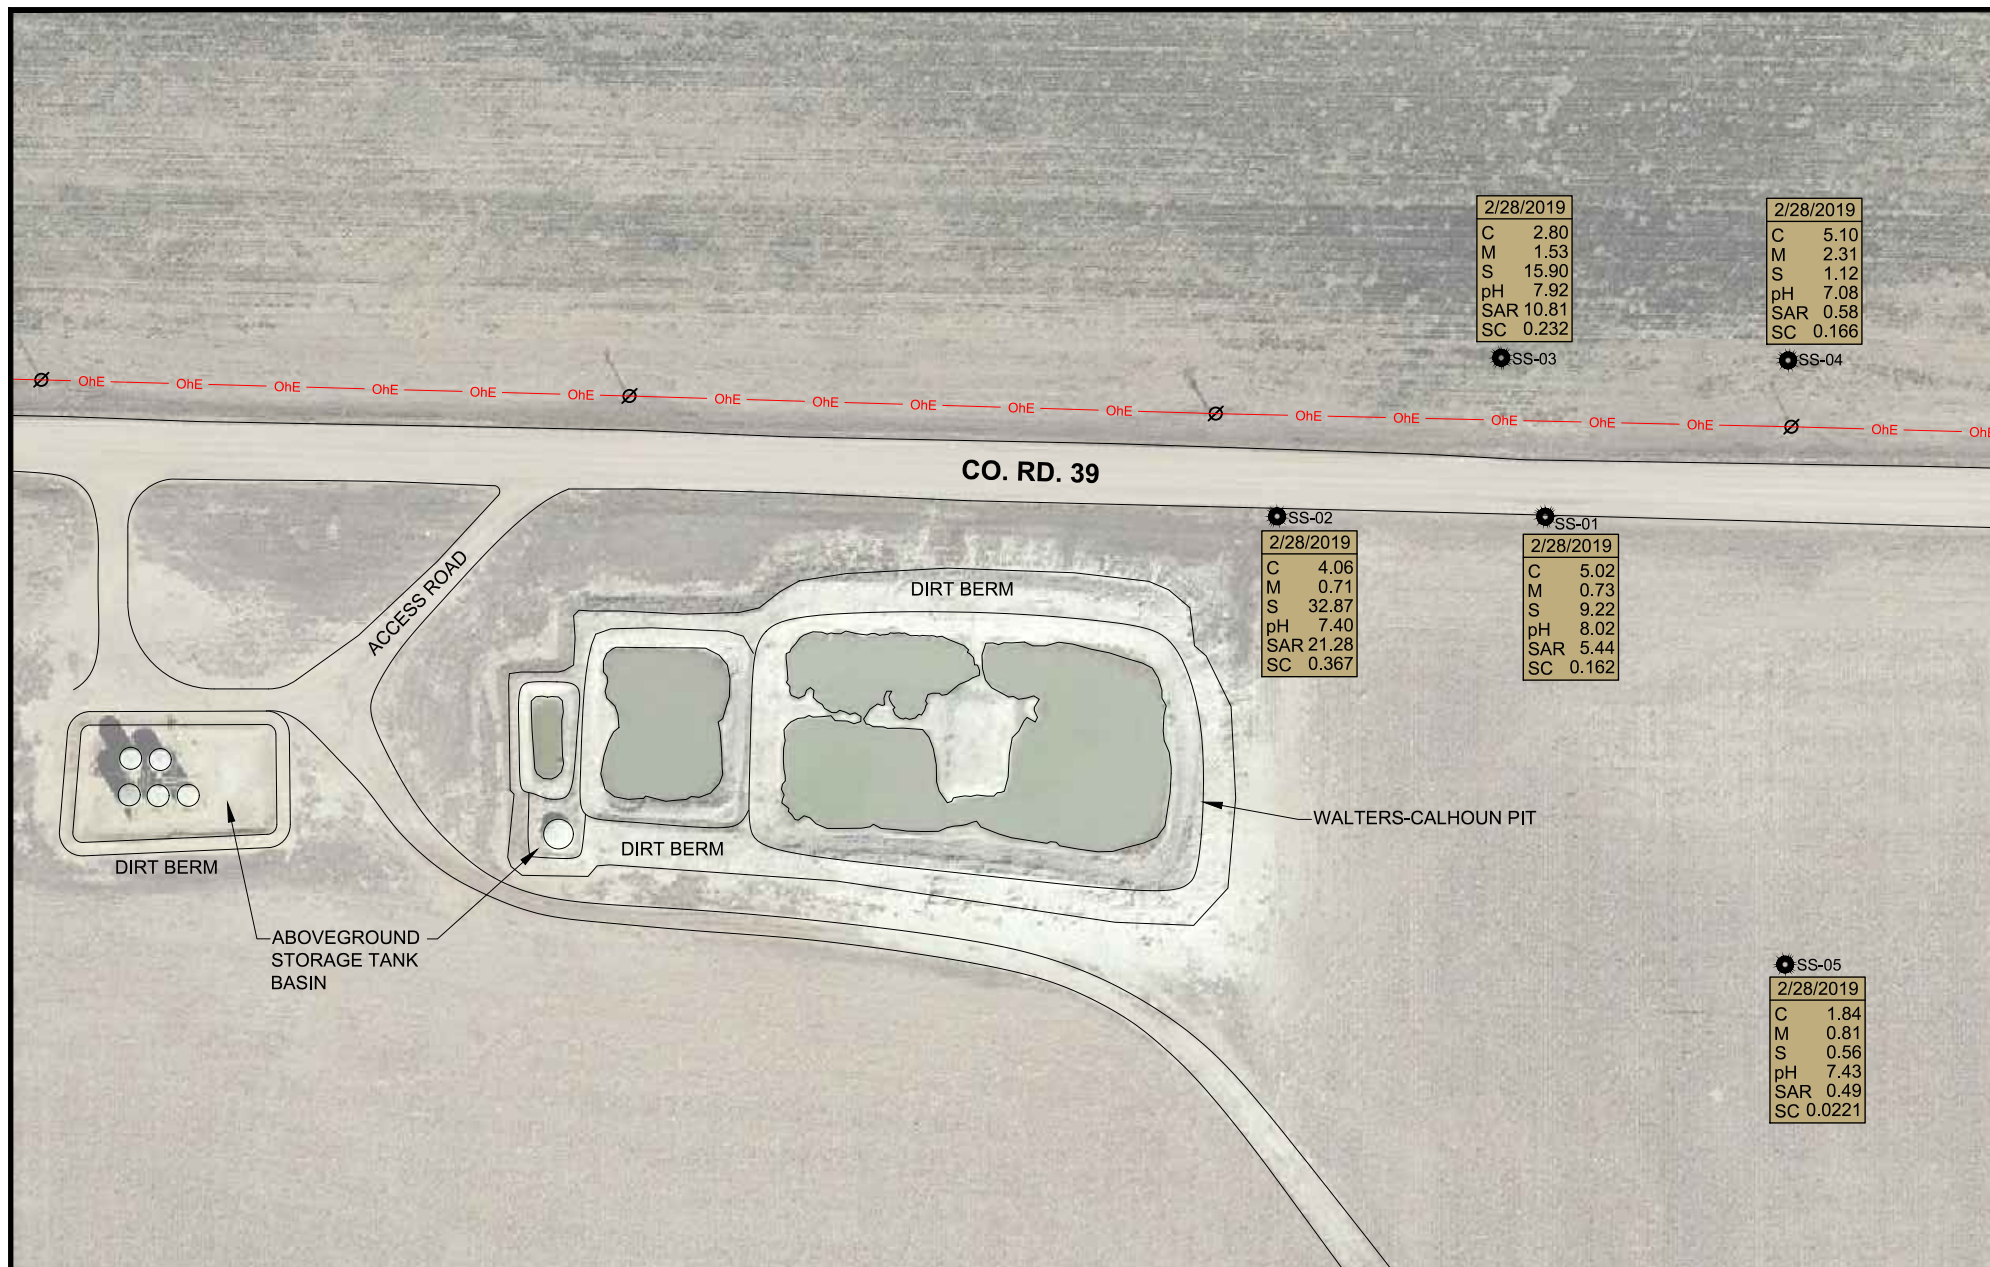 2/28/2019
C 2.80
M 1.53
S 15.90
pH 7.92
SAR 10.81
SC 0.232
SS-03
2/28/2019
C 5.10
M 2.31
S 1.12
pH 7.08
SAR 0.58
SC 0.166
SS-04
OhE OhE OhE OhE OhE OhE OhE OhE OhE OhE OhE OhE OhE OhE OhE OhE OhE OhE
CO. RD. 39
SS-02
2/28/2019
C 4.06
M 0.71
S 32.87
pH 7.40
SAR 21.28
SC 0.367
SS-01
2/28/2019
C 5.02
M 0.73
S 9.22
pH 8.02
SAR 5.44
SC 0.162
ACCESS ROAD
DIRT BERM
WALTERS-CALHOUN PIT
DIRT BERM
DIRT BERM
ABOVEGROUND
STORAGE TANK
BASIN
SS-05
2/28/2019
C 1.84
M 0.81
S 0.56
pH 7.43
SAR 0.49
SC 0.0221